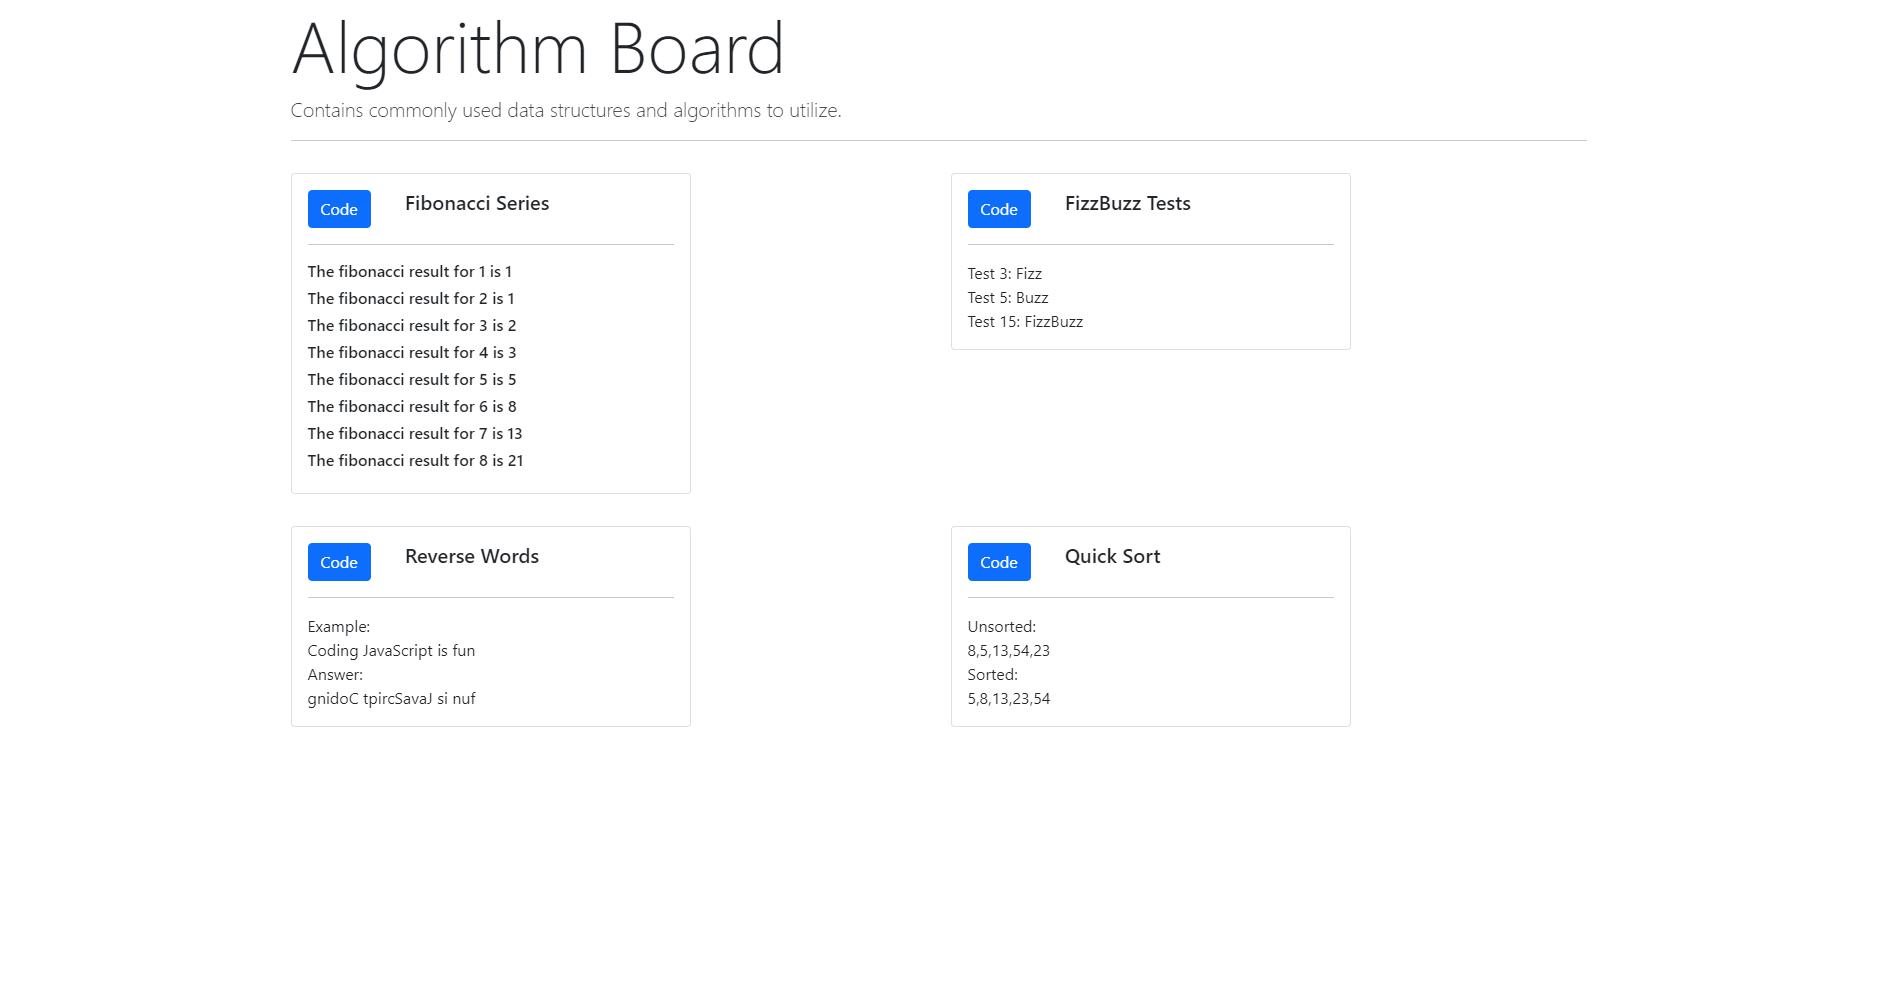 Algorithm Board
Contains commonly used data structures and algorithms to utilize.
Code
Fibonacci Series
The fibonacci result for 1 is 1
The fibonacci result for 2 is 1
The fibonacci result for 3 is 2
The fibonacci result for 4 is 3
The fibonacci result for 5 is 5
The fibonacci result for 6 is 8
The fibonacci result for 7 is 13
The fibonacci result for 8 is 21
Code
FizzBuzz Tests
Test 3: Fizz
Test 5: Buzz
Test 15: FizzBuzz
Code
Reverse Words
Example:
Coding JavaScript is fun
Answer:
gnidoC tpircSavaJ si nuf
Code
Quick Sort
Unsorted:
8,5,13,54,23
Sorted:
5,8,13,23,54